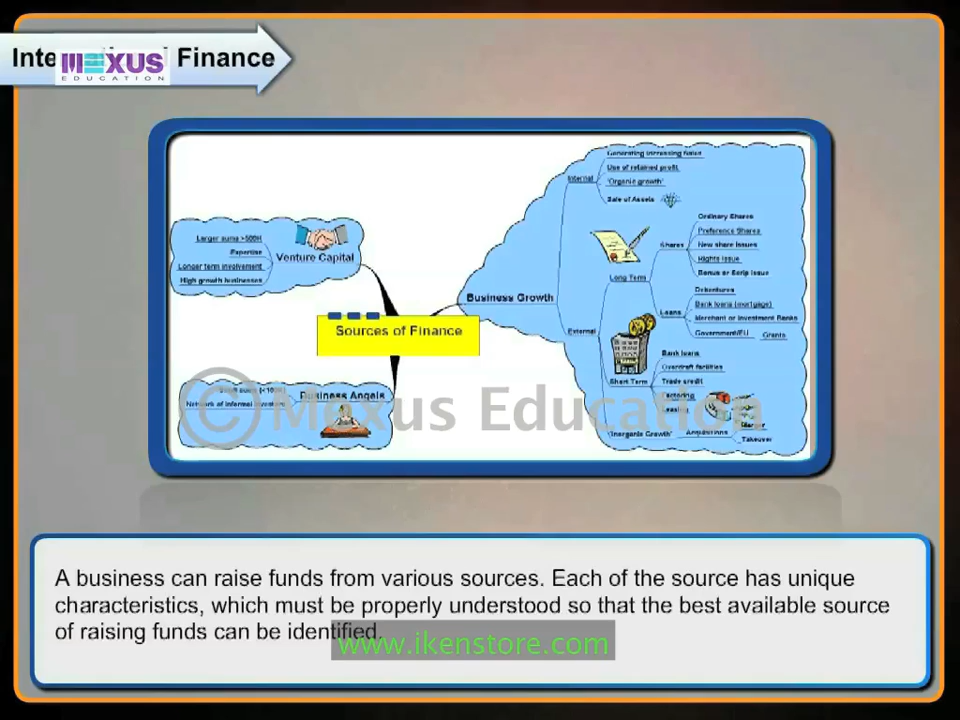 Finance
MEXUS
EDUCATION
Generating Increasing Sales
Use of retained profit
'Organic growth'
Sale of Assets
Internal
Ordinary Shares
Preference Shares
New share issues
Rights Issue
Bonus or Scrip Issue
Shares
Long Term
Debentures
Bank loans (mortgage)
Merchant or Investment Banks
Government/EU Grants
Loans
Larger sums >500K
Expertise
Longer term involvement
High growth businesses
Venture Capital
Business Growth
Sources of Finance
External
Bank loans
Overdraft facilities
Trade credit
Factoring
Leasing
Short Term
'Inorganic Growth'
Acquisitions
Merger
Takeover
Business Angels
Network of informal investors
© Mexus Education
A business can raise funds from various sources. Each of the source has unique
characteristics, which must be properly understood so that the best available source
of raising funds can be identified.
www.ikenstore.com